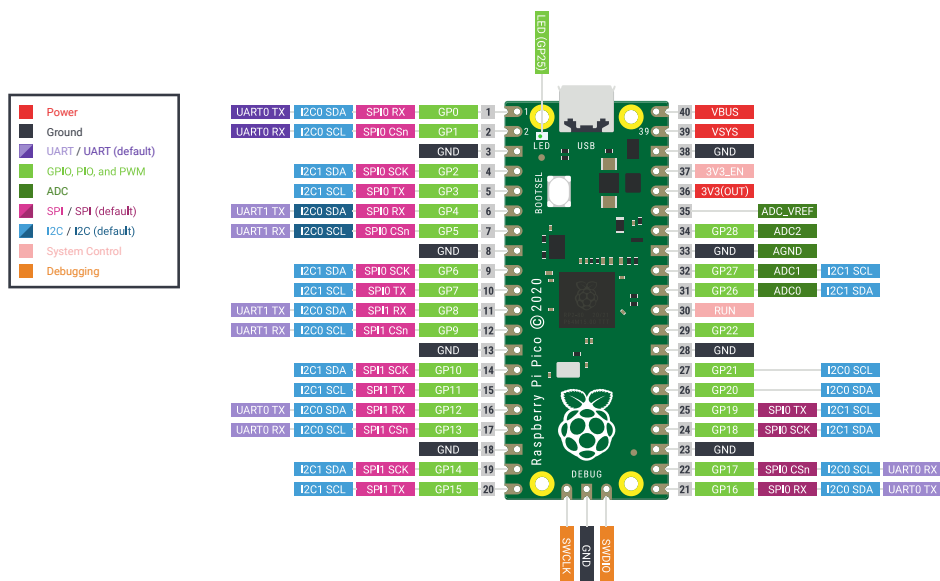 LED (GP25)
Power
Ground
UART / UART (default)
GPIO, PIO, and PWM
ADC
SPI / SPI (default)
I2C / I2C (default)
System Control
Debugging
UART0 TX I2C0 SDA SPI0 RX GP0 1
UART0 RX I2C0 SCL SPI0 CSn GP1 2
GND 3
I2C1 SDA SPI0 SCK GP2 4
I2C1 SCL SPI0 TX GP3 5
UART1 TX I2C0 SDA SPI0 RX GP4 6
UART1 RX I2C0 SCL SPI0 CSn GP5 7
GND 8
I2C1 SDA SPI0 SCK GP6 9
I2C1 SCL SPI0 TX GP7 10
UART1 TX I2C0 SDA SPI1 RX GP8 11
UART1 RX I2C0 SCL SPI1 CSn GP9 12
GND 13
I2C1 SDA SPI1 SCK GP10 14
I2C1 SCL SPI1 TX GP11 15
UART0 TX I2C0 SDA SPI1 RX GP12 16
UART0 RX I2C0 SCL SPI1 CSn GP13 17
GND 18
I2C1 SDA SPI1 SCK GP14 19
I2C1 SCL SPI1 TX GP15 20
1
2
39
LED
USB
BOOTSEL
Raspberry Pi Pico © 2020
DEBUG
40 VBUS
39 VSYS
38 GND
37 3V3_EN
36 3V3(OUT)
35 ADC_VREF
34 GP28 ADC2
33 GND AGND
32 GP27 ADC1 I2C1 SCL
31 GP26 ADC0 I2C1 SDA
30 RUN
29 GP22
28 GND
27 GP21 I2C0 SCL
26 GP20 I2C0 SDA
25 GP19 SPI0 TX I2C1 SCL
24 GP18 SPI0 SCK I2C1 SDA
23 GND
22 GP17 SPI0 CSn I2C0 SCL UART0 RX
21 GP16 SPI0 RX I2C0 SDA UART0 TX
SWCLK
GND
SWDIO